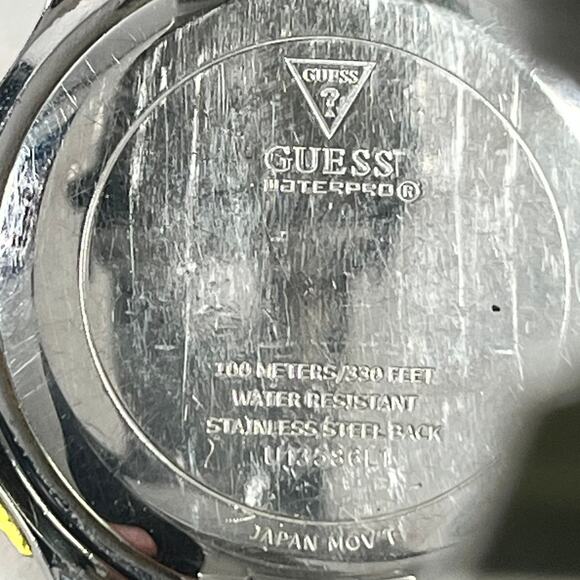 GUESS
?
GUESS
WATERPRO®
100 METERS/330 FEET
WATER RESISTANT
STAINLESS STEEL BACK
U13586L1
JAPAN MOV'T